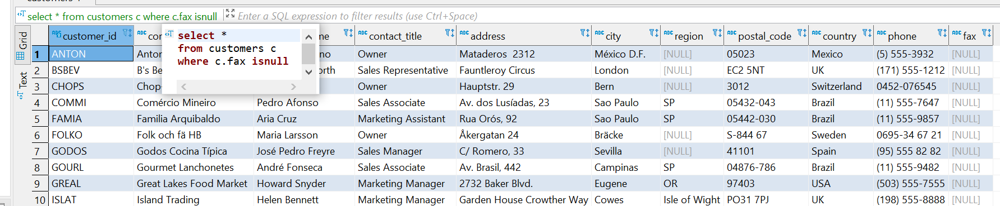 select * from customers c where c.fax isnull Enter a SQL expression to filter results (use Ctrl+Space)
select *
from customers c
where c.fax isnull
Grid
Text
customer_id contact_title address city region postal_code country phone fax
1 ANTON Owner Mataderos 2312 México D.F. [NULL] 05023 Mexico (5) 555-3932 [NULL]
2 BSBEV B's Be orth Sales Representative Fauntleroy Circus London [NULL] EC2 5NT UK (171) 555-1212 [NULL]
3 CHOPS Chop- Owner Hauptstr. 29 Bern [NULL] 3012 Switzerland 0452-076545 [NULL]
4 COMMI Comércio Mineiro Pedro Afonso Sales Associate Av. dos Lusíadas, 23 Sao Paulo SP 05432-043 Brazil (11) 555-7647 [NULL]
5 FAMIA Familia Arquibaldo Aria Cruz Marketing Assistant Rua Orós, 92 Sao Paulo SP 05442-030 Brazil (11) 555-9857 [NULL]
6 FOLKO Folk och fä HB Maria Larsson Owner Åkergatan 24 Bräcke [NULL] S-844 67 Sweden 0695-34 67 21 [NULL]
7 GODOS Godos Cocina Típica José Pedro Freyre Sales Manager C/ Romero, 33 Sevilla [NULL] 41101 Spain (95) 555 82 82 [NULL]
8 GOURL Gourmet Lanchonetes André Fonseca Sales Associate Av. Brasil, 442 Campinas SP 04876-786 Brazil (11) 555-9482 [NULL]
9 GREAL Great Lakes Food Market Howard Snyder Marketing Manager 2732 Baker Blvd. Eugene OR 97403 USA (503) 555-7555 [NULL]
10 ISLAT Island Trading Helen Bennett Marketing Manager Garden House Crowther Way Cowes Isle of Wight PO31 7PJ UK (198) 555-8888 [NULL]